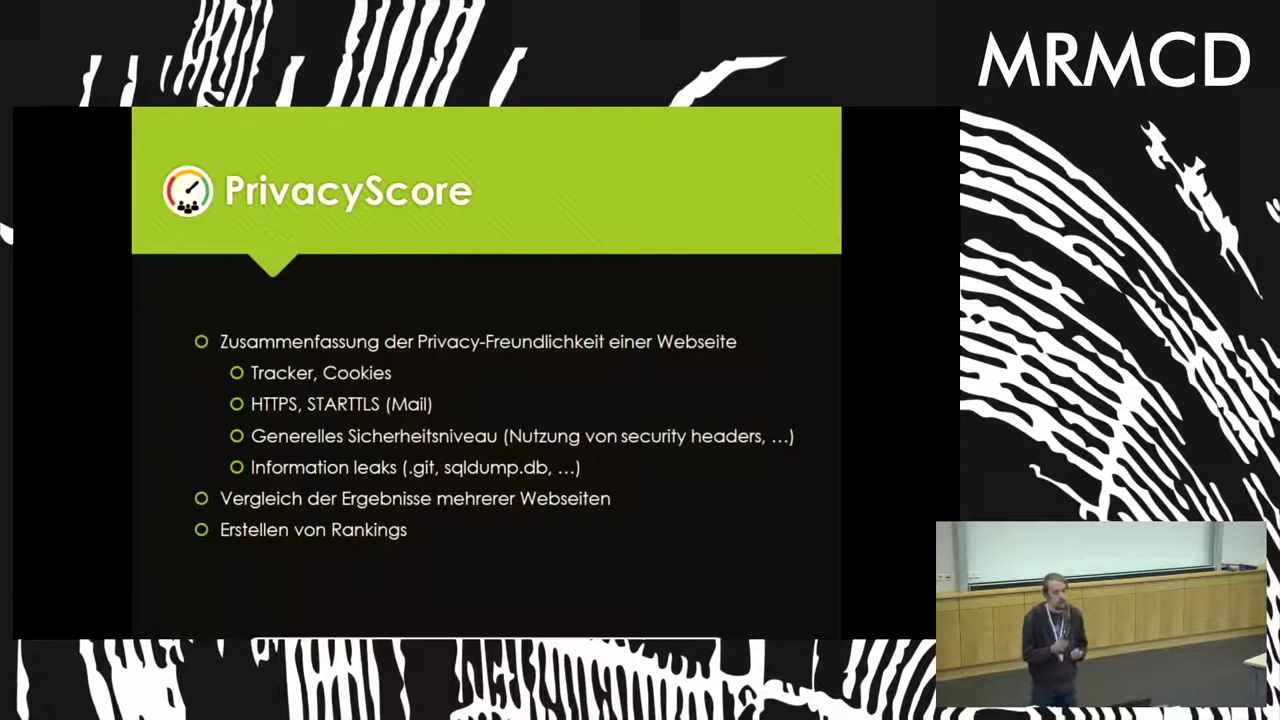 MRMCD
PrivacyScore
Zusammenfassung der Privacy-Freundlichkeit einer Webseite
Tracker, Cookies
HTTPS, STARTTLS (Mail)
Generelles Sicherheitsniveau (Nutzung von security headers, …)
Information leaks (.git, sqldump.db, …)
Vergleich der Ergebnisse mehrerer Webseiten
Erstellen von Rankings